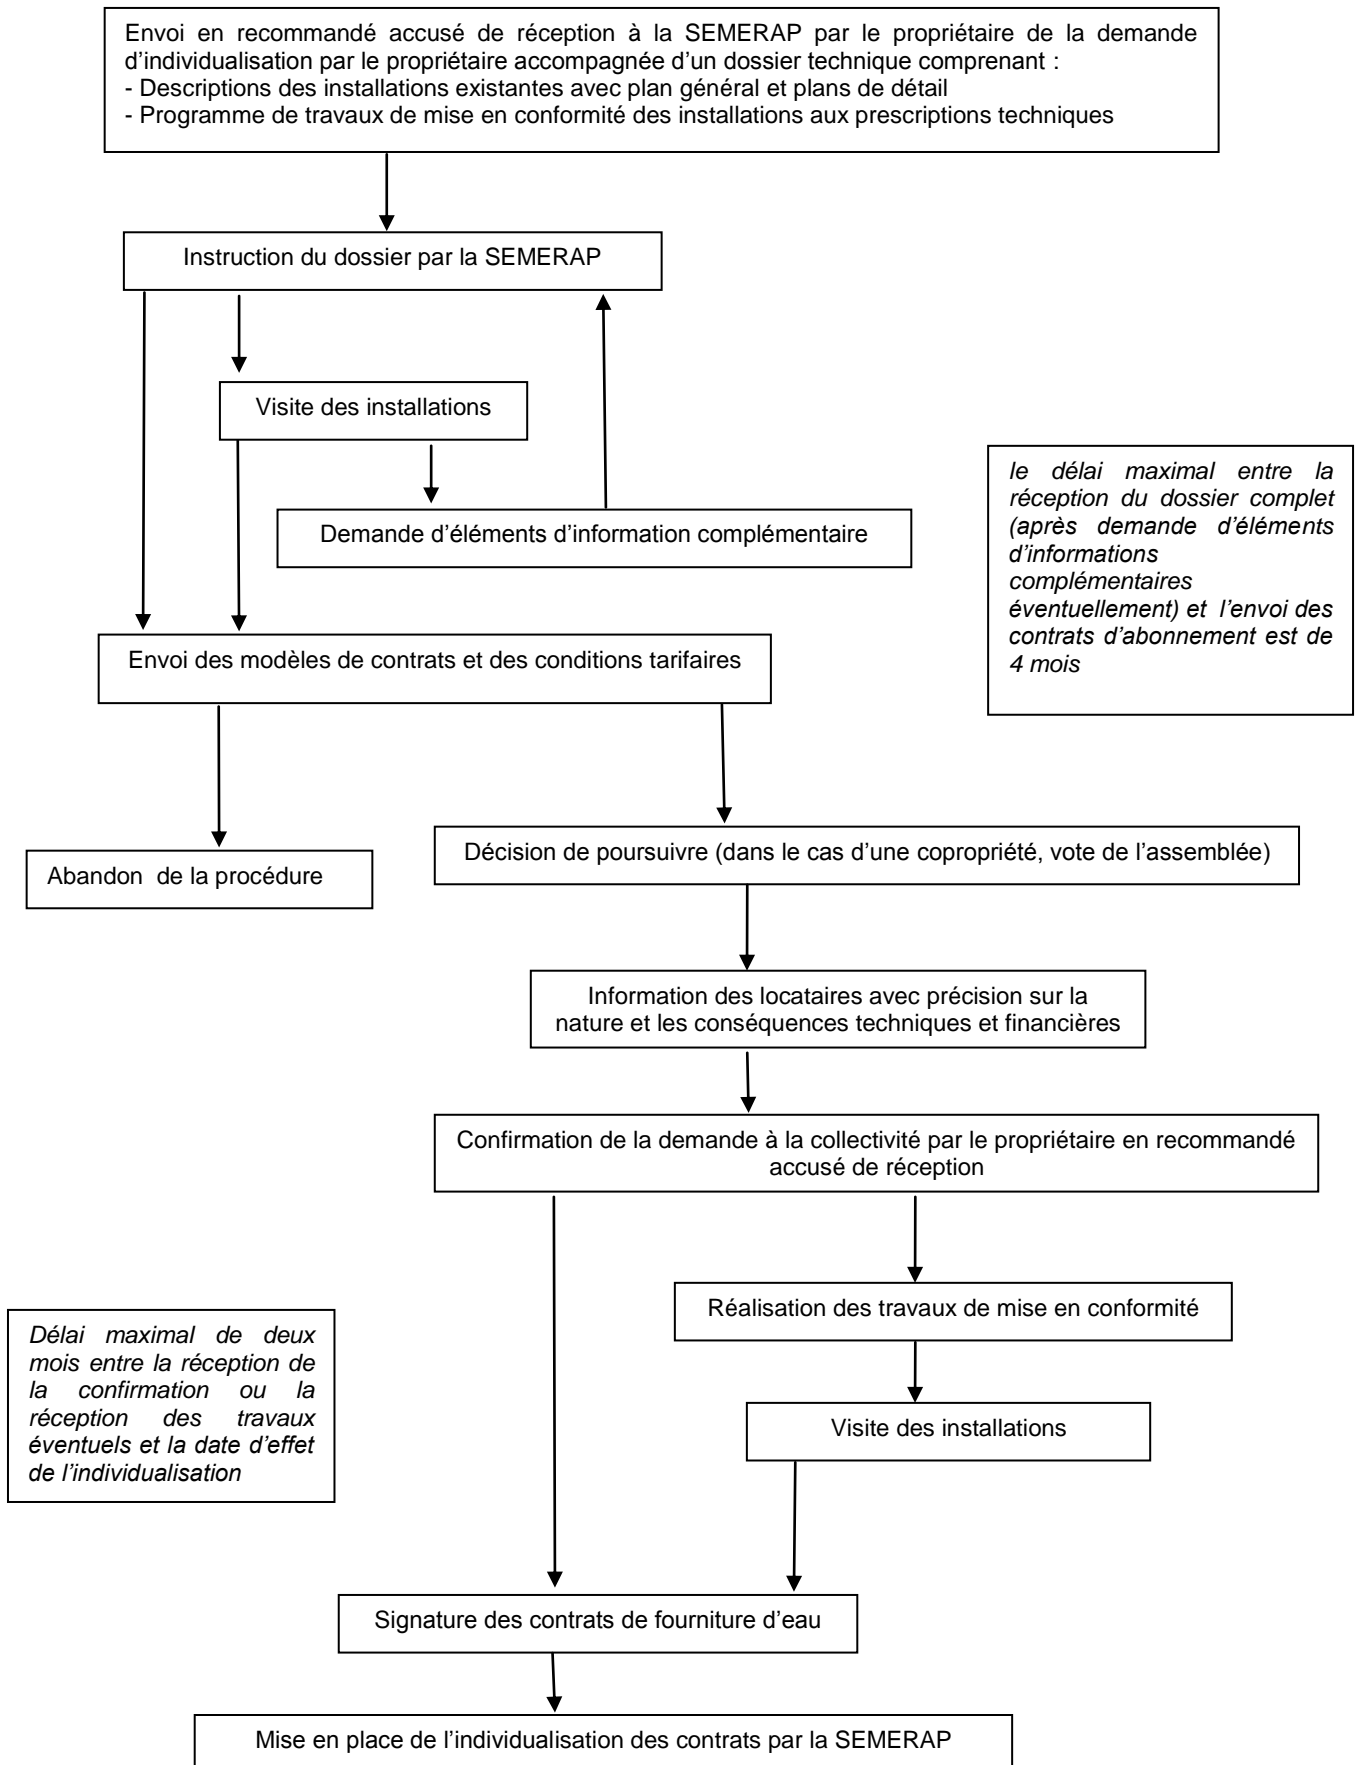 Envoi en recommandé accusé de réception à la SEMERAP par le propriétaire de la demande
d'individualisation par le propriétaire accompagnée d'un dossier technique comprenant :
- Descriptions des installations existantes avec plan général et plans de détail
- Programme de travaux de mise en conformité des installations aux prescriptions techniques
Instruction du dossier par la SEMERAP
Visite des installations
Demande d'éléments d'information complémentaire
le délai maximal entre la
réception du dossier complet
(après demande d'éléments
d'informations
complémentaires
éventuellement) et l'envoi des
contrats d'abonnement est de
4 mois
Envoi des modèles de contrats et des conditions tarifaires
Abandon de la procédure
Décision de poursuivre (dans le cas d'une copropriété, vote de l'assemblée)
Information des locataires avec précision sur la
nature et les conséquences techniques et financières
Confirmation de la demande à la collectivité par le propriétaire en recommandé
accusé de réception
Réalisation des travaux de mise en conformité
Délai maximal de deux
mois entre la réception de
la confirmation ou la
réception des travaux
éventuels et la date d'effet
de l'individualisation
Visite des installations
Signature des contrats de fourniture d'eau
Mise en place de l'individualisation des contrats par la SEMERAP